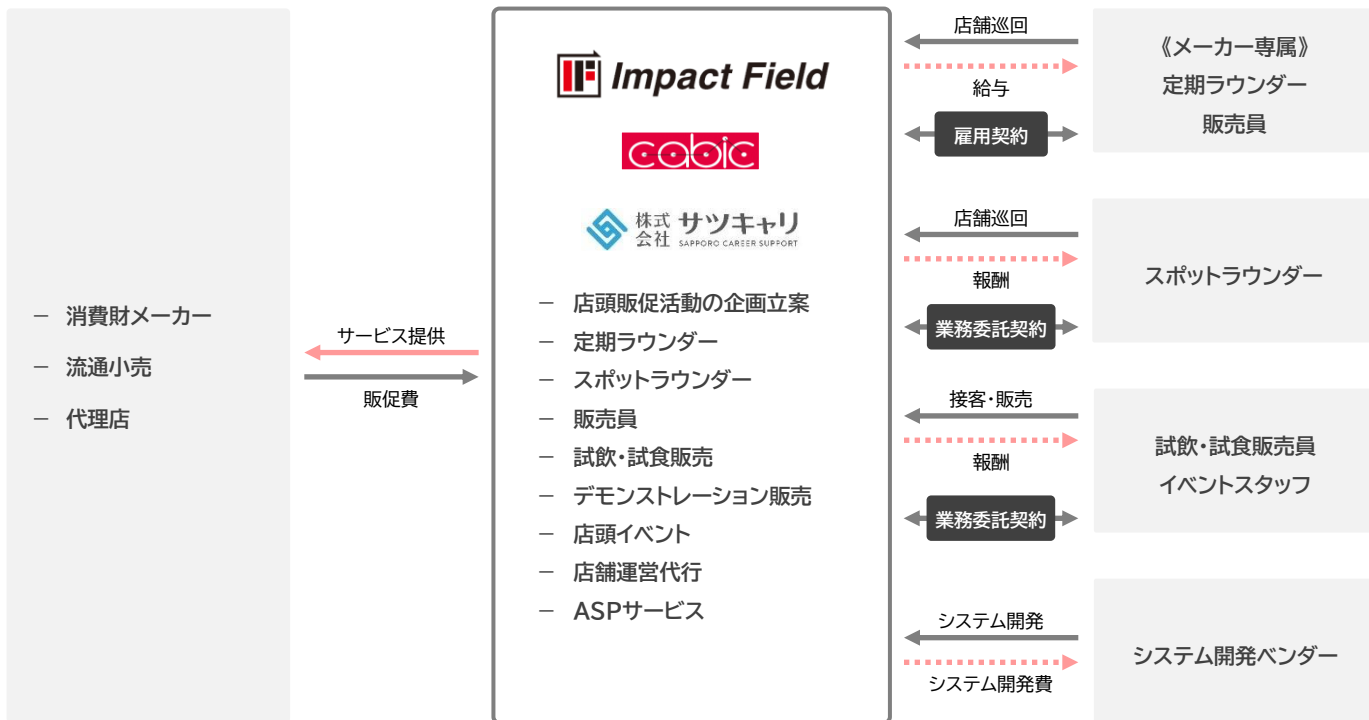 ― 消費財メーカー
― 流通小売
― 代理店
サービス提供
販促費
IF Impact Field
cabic
株式会社 サツキャリ
SAPPORO CAREER SUPPORT
― 店頭販促活動の企画立案
― 定期ラウンダー
― スポットラウンダー
― 販売員
― 試飲・試食販売
― デモンストレーション販売
― 店頭イベント
― 店舗運営代行
― ASPサービス
店舗巡回
給与
雇用契約
《メーカー専属》
定期ラウンダー
販売員
店舗巡回
報酬
業務委託契約
スポットラウンダー
接客・販売
報酬
業務委託契約
試飲・試食販売員
イベントスタッフ
システム開発
システム開発費
システム開発ベンダー